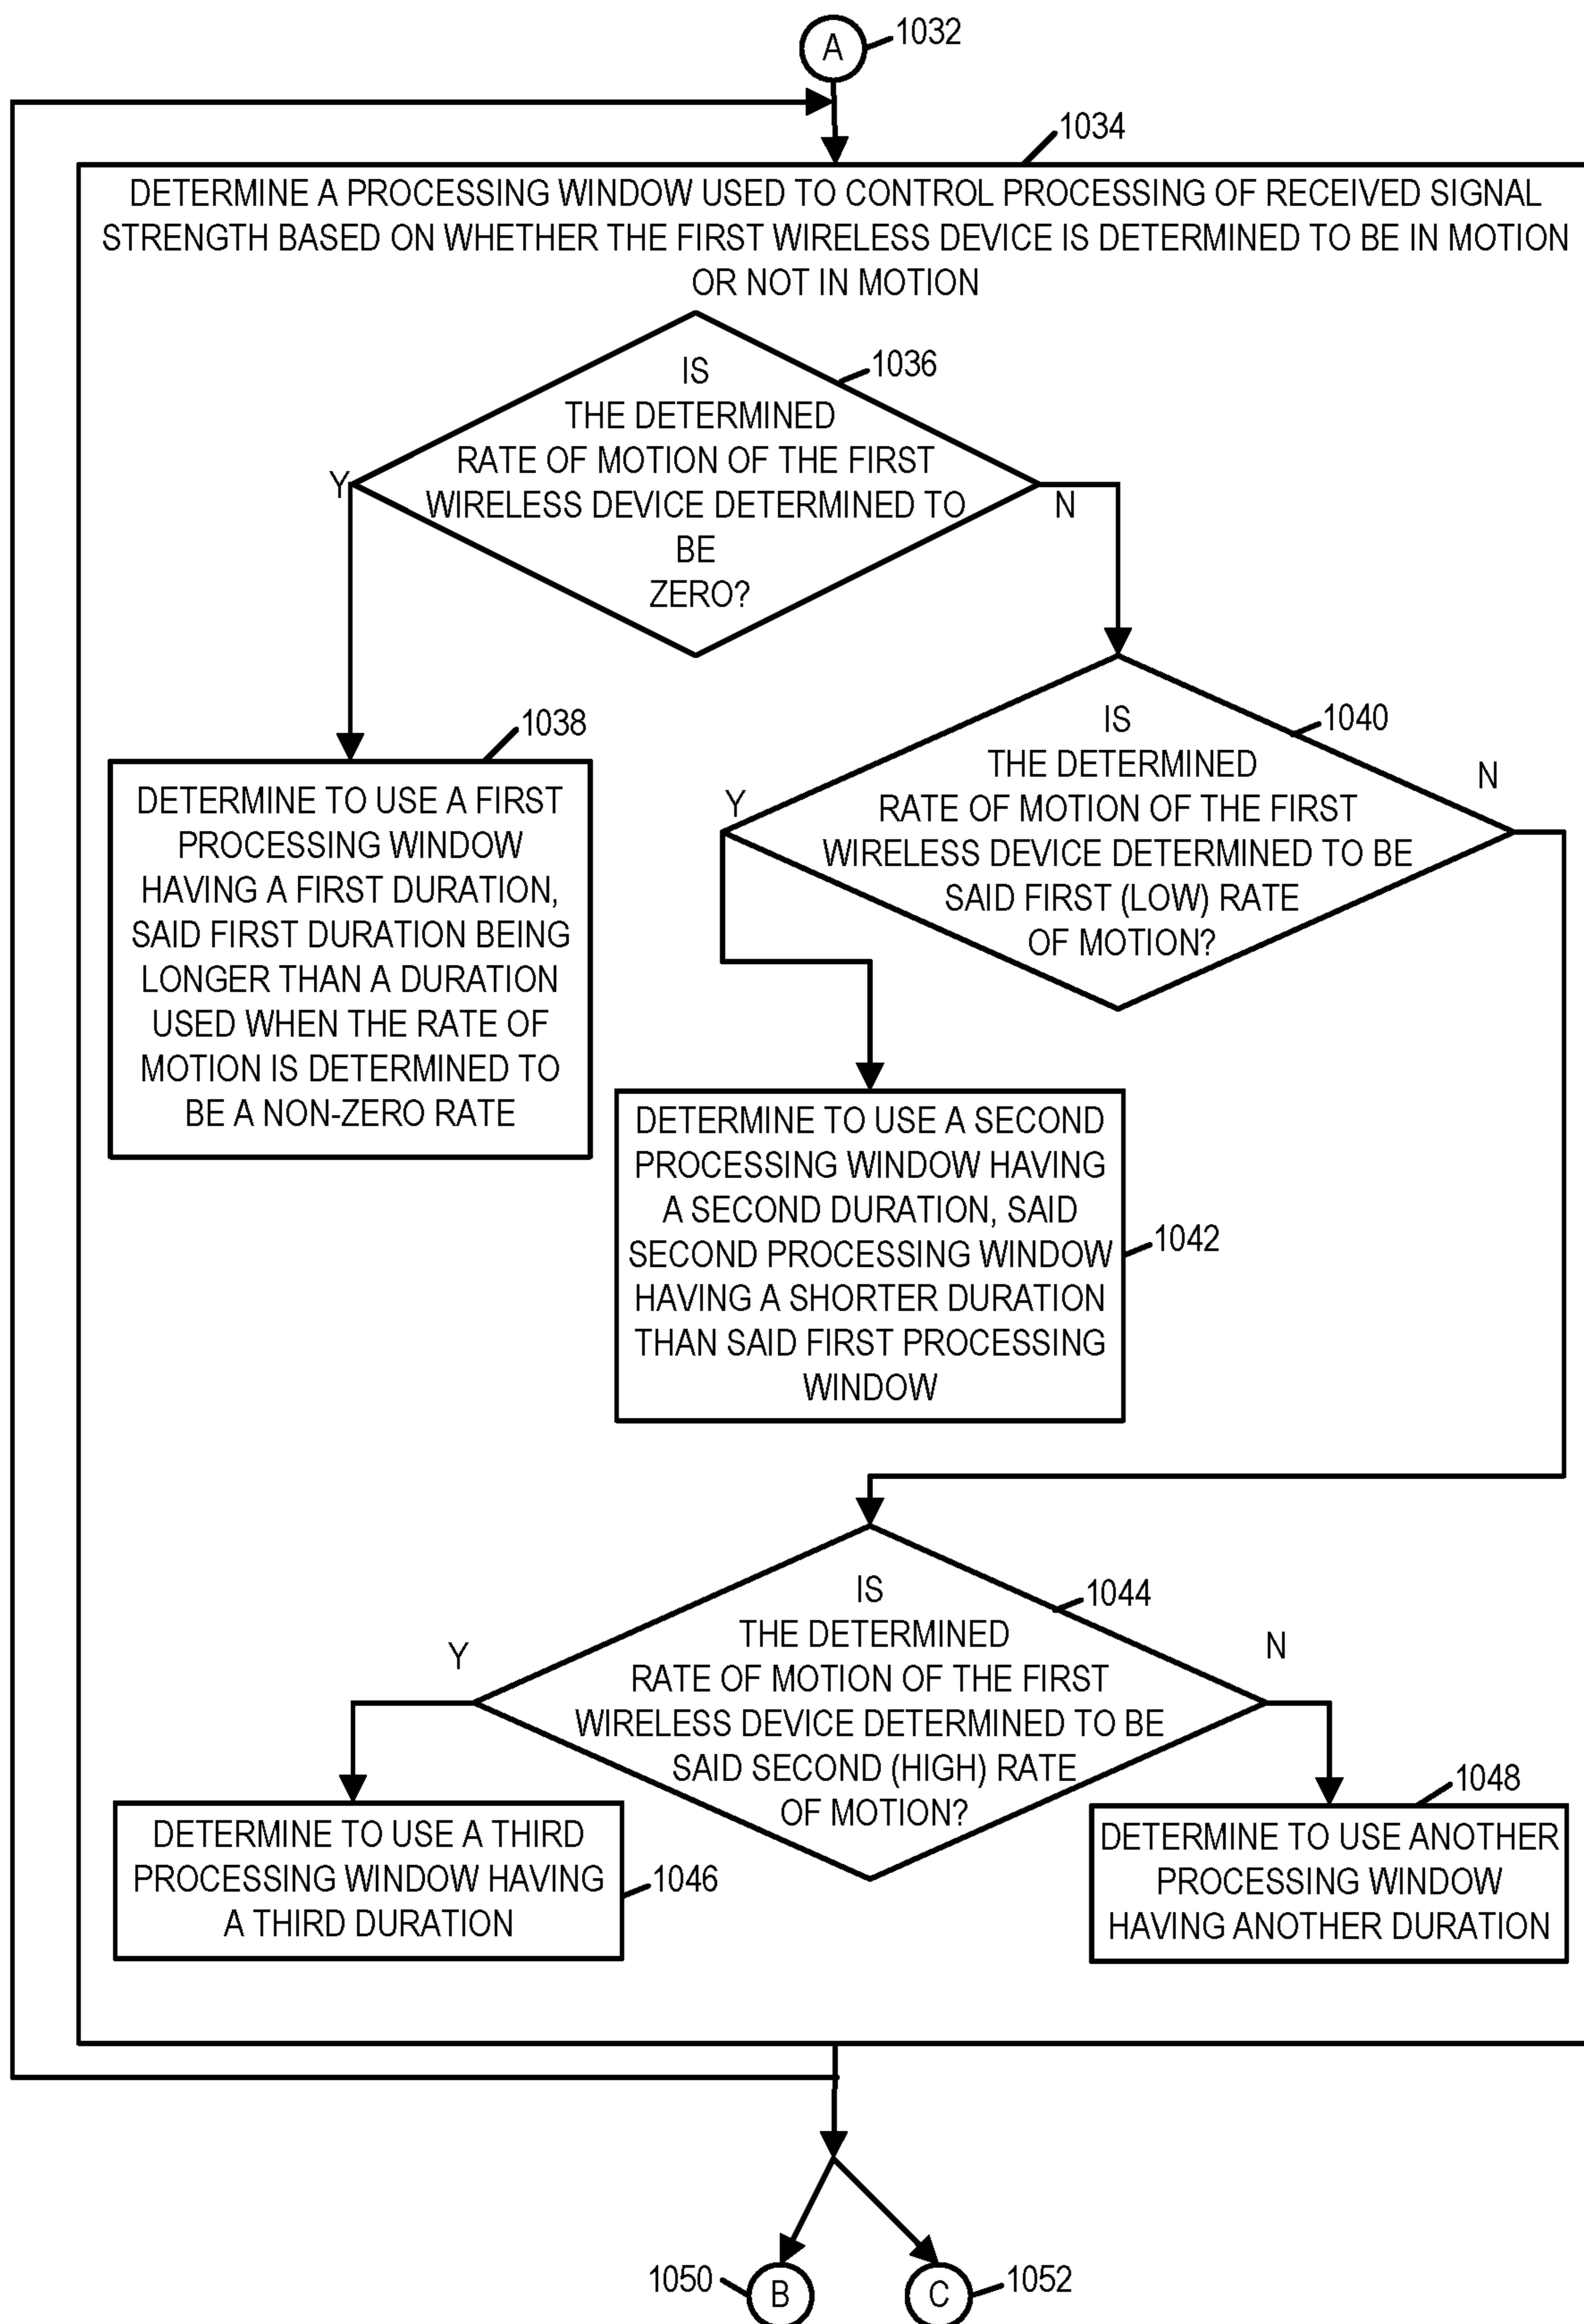 A
1032
1034
DETERMINE A PROCESSING WINDOW USED TO CONTROL PROCESSING OF RECEIVED SIGNAL
STRENGTH BASED ON WHETHER THE FIRST WIRELESS DEVICE IS DETERMINED TO BE IN MOTION
OR NOT IN MOTION
1036
IS
THE DETERMINED
RATE OF MOTION OF THE FIRST
WIRELESS DEVICE DETERMINED TO
BE
ZERO?
Y
N
1038
DETERMINE TO USE A FIRST
PROCESSING WINDOW
HAVING A FIRST DURATION,
SAID FIRST DURATION BEING
LONGER THAN A DURATION
USED WHEN THE RATE OF
MOTION IS DETERMINED TO
BE A NON-ZERO RATE
1040
IS
THE DETERMINED
RATE OF MOTION OF THE FIRST
WIRELESS DEVICE DETERMINED TO BE
SAID FIRST (LOW) RATE
OF MOTION?
Y
N
DETERMINE TO USE A SECOND
PROCESSING WINDOW HAVING
A SECOND DURATION, SAID
SECOND PROCESSING WINDOW
HAVING A SHORTER DURATION
THAN SAID FIRST PROCESSING
WINDOW
1042
1044
IS
THE DETERMINED
RATE OF MOTION OF THE FIRST
WIRELESS DEVICE DETERMINED TO BE
SAID SECOND (HIGH) RATE
OF MOTION?
Y
N
DETERMINE TO USE A THIRD
PROCESSING WINDOW HAVING
A THIRD DURATION
1046
1048
DETERMINE TO USE ANOTHER
PROCESSING WINDOW
HAVING ANOTHER DURATION
1050
B
C
1052